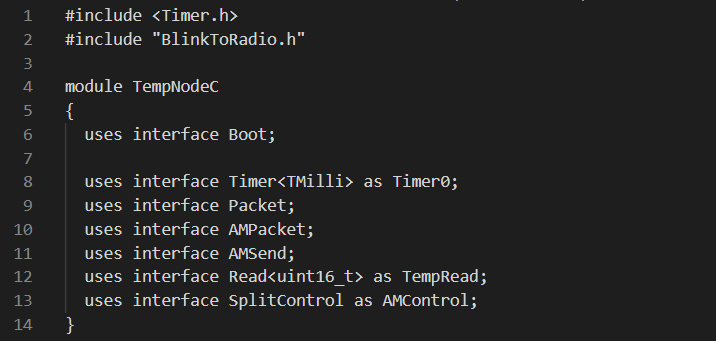 1 #include <Timer.h>
2 #include "BlinkToRadio.h"
3
4 module TempNodeC
5 {
6   uses interface Boot;
7
8   uses interface Timer<TMilli> as Timer0;
9   uses interface Packet;
10   uses interface AMPacket;
11   uses interface AMSend;
12   uses interface Read<uint16_t> as TempRead;
13   uses interface SplitControl as AMControl;
14 }